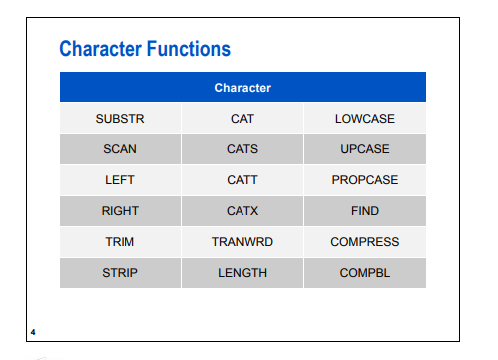 Character Functions
Character
SUBSTR CAT LOWCASE
SCAN CATS UPCASE
LEFT CATT PROPCASE
RIGHT CATX FIND
TRIM TRANWRD COMPRESS
STRIP LENGTH COMPBL
4